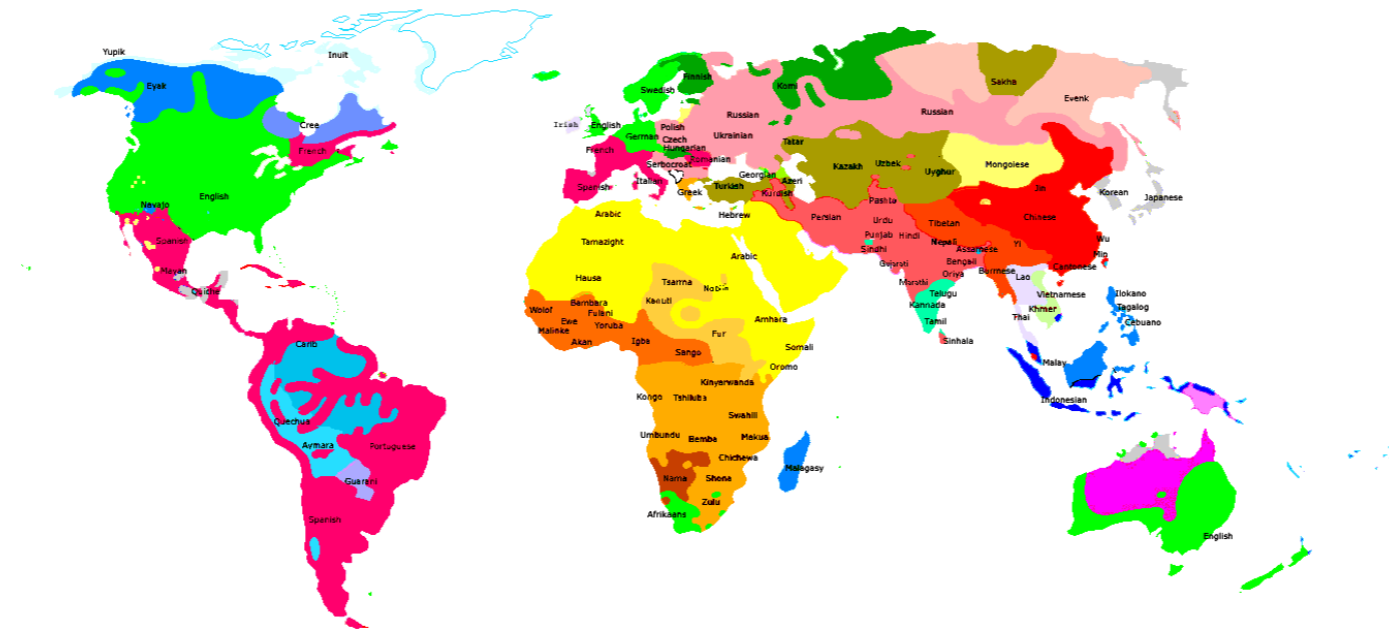 Yupik
Inuit
Eyak
Cree
French
English
Navajo
Spanish
Mayan
Quiche
Carib
Quechua
Aymara
Portuguese
Guarani
Spanish
Swedish
Finnish
Komi
Sakha
Evenk
Irish
English
German
Polish
Czech
Hungarian
Russian
Ukrainian
Russian
French
Serbocroat
Romanian
Spanish
Italian
Greek
Turkish
Georgian
Azeri
Kurdish
Hebrew
Tatar
Kazakh
Uzbek
Uyghur
Mongolese
Jin
Korean
Japanese
Chinese
Arabic
Tamazight
Arabic
Hausa
Persian
Pashto
Urdu
Punjab
Hindi
Sindhi
Gujarati
Marathi
Tibetan
Nepali
Assamese
Bengali
Oriya
Yi
Wu
Min
Cantonese
Burmese
Lao
Telugu
Kannada
Tamil
Sinhala
Vietnamese
Khmer
Thai
Ilokano
Tagalog
Cebuano
Malay
Indonesian
Wolof
Bambara
Fulani
Ewe
Malinke
Yoruba
Akan
Igbo
Sango
Kanuri
Fur
Amhara
Somali
Oromo
Kinyarwanda
Kongo
Tshiluba
Swahili
Umbundu
Bemba
Makua
Chichewa
Nama
Shona
Zulu
Afrikaans
Malagasy
English